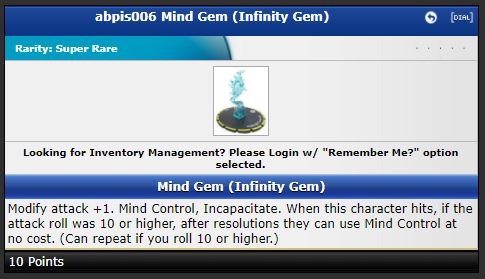 abpis006 Mind Gem (Infinity Gem)
[DIAL]
Rarity: Super Rare
. . . . .
Looking for Inventory Management? Please Login w/ "Remember Me?" option
selected.
Mind Gem (Infinity Gem)
Modify attack +1. Mind Control, Incapacitate. When this character hits, if the
attack roll was 10 or higher, after resolutions they can use Mind Control at
no cost. (Can repeat if you roll 10 or higher.)
10 Points